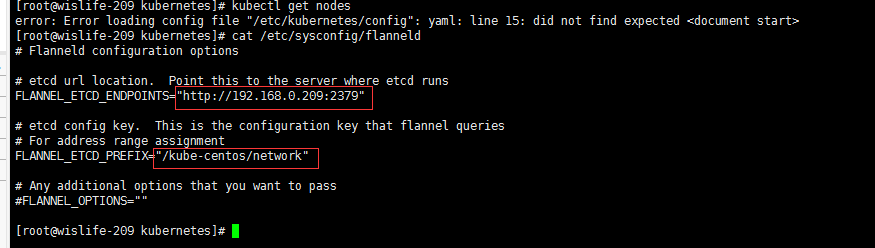 [root@wislife-209 kubernetes]# kubectl get nodes
error: Error loading config file "/etc/kubernetes/config": yaml: line 15: did not find expected <document start>
[root@wislife-209 kubernetes]# cat /etc/sysconfig/flanneld
# Flanneld configuration options
# etcd url location.  Point this to the server where etcd runs
FLANNEL_ETCD_ENDPOINTS="http://192.168.0.209:2379"
# etcd config key.  This is the configuration key that flannel queries
# For address range assignment
FLANNEL_ETCD_PREFIX="/kube-centos/network"
# Any additional options that you want to pass
#FLANNEL_OPTIONS=""
[root@wislife-209 kubernetes]#